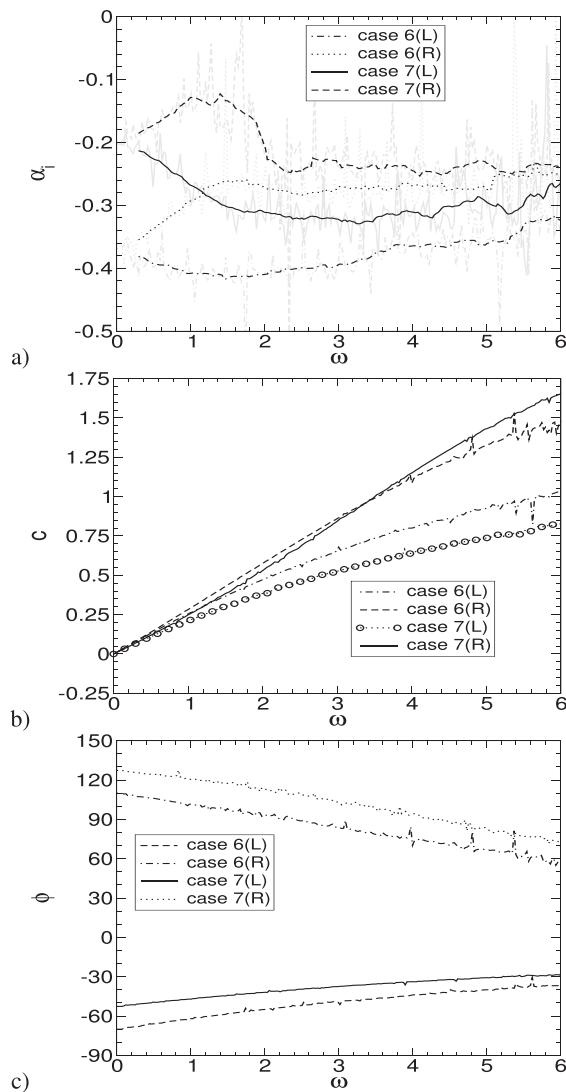 0
-0.1
-0.2
-0.3
-0.4
-0.5
αi
case 6(L)
case 6(R)
case 7(L)
case 7(R)
0 1 2 3 4 5 6
ω
a)
1.75
1.5
1.25
1
0.75
0.5
0.25
0
-0.25
c
case 6(L)
case 6(R)
case 7(L)
case 7(R)
0 1 2 3 4 5 6
ω
b)
150
120
90
60
30
0
-30
-60
-90
ϕ
case 6(L)
case 6(R)
case 7(L)
case 7(R)
0 1 2 3 4 5 6
ω
c)